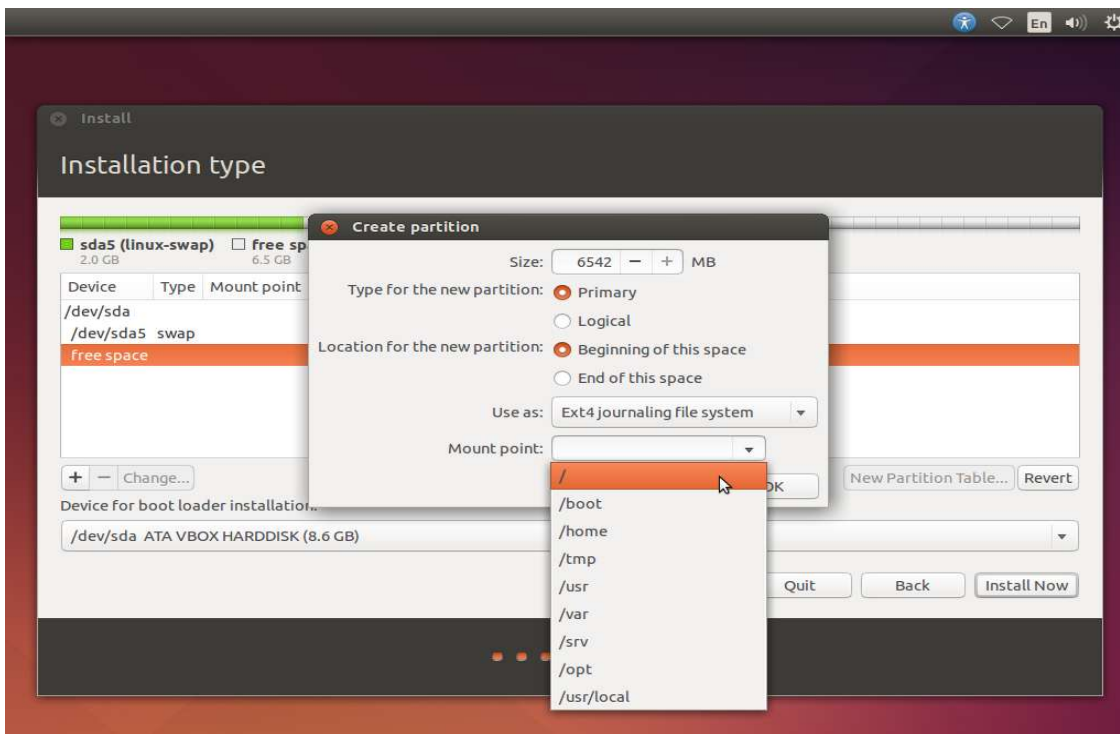 En
Install
Installation type
sda5 (linux-swap) free sp
2.0 GB 6.5 GB
Device Type Mount point
/dev/sda
/dev/sda5 swap
free space
+ − Change...
Device for boot loader installation:
/dev/sda ATA VBOX HARDDISK (8.6 GB)
Create partition
Size: 6542 − + MB
Type for the new partition: Primary
Logical
Location for the new partition: Beginning of this space
End of this space
Use as: Ext4 journaling file system
Mount point:
/
/boot
/home
/tmp
/usr
/var
/srv
/opt
/usr/local
OK
New Partition Table... Revert
Quit Back Install Now